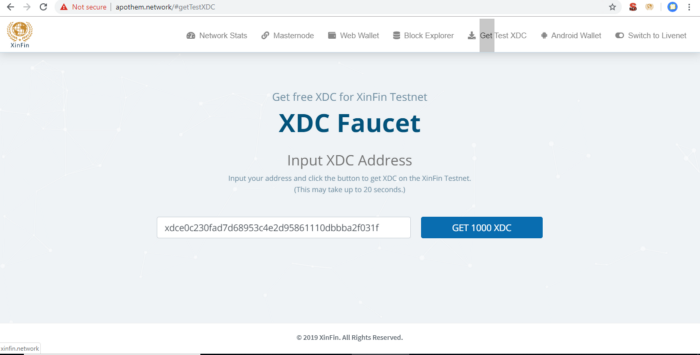 Not secure | apothem.network/#getTestXDC
XinFin
Network Stats
Masternode
Web Wallet
Block Explorer
Get Test XDC
Android Wallet
Switch to Livenet
Get free XDC for XinFin Testnet
XDC Faucet
Input XDC Address
Input your address and click the button to get XDC on the XinFin Testnet.
(This may take up to 20 seconds.)
xdce0c230fad7d68953c4e2d95861110dbbba2f031f
GET 1000 XDC
© 2019 XinFin. All Rights Reserved.
xinfin.network